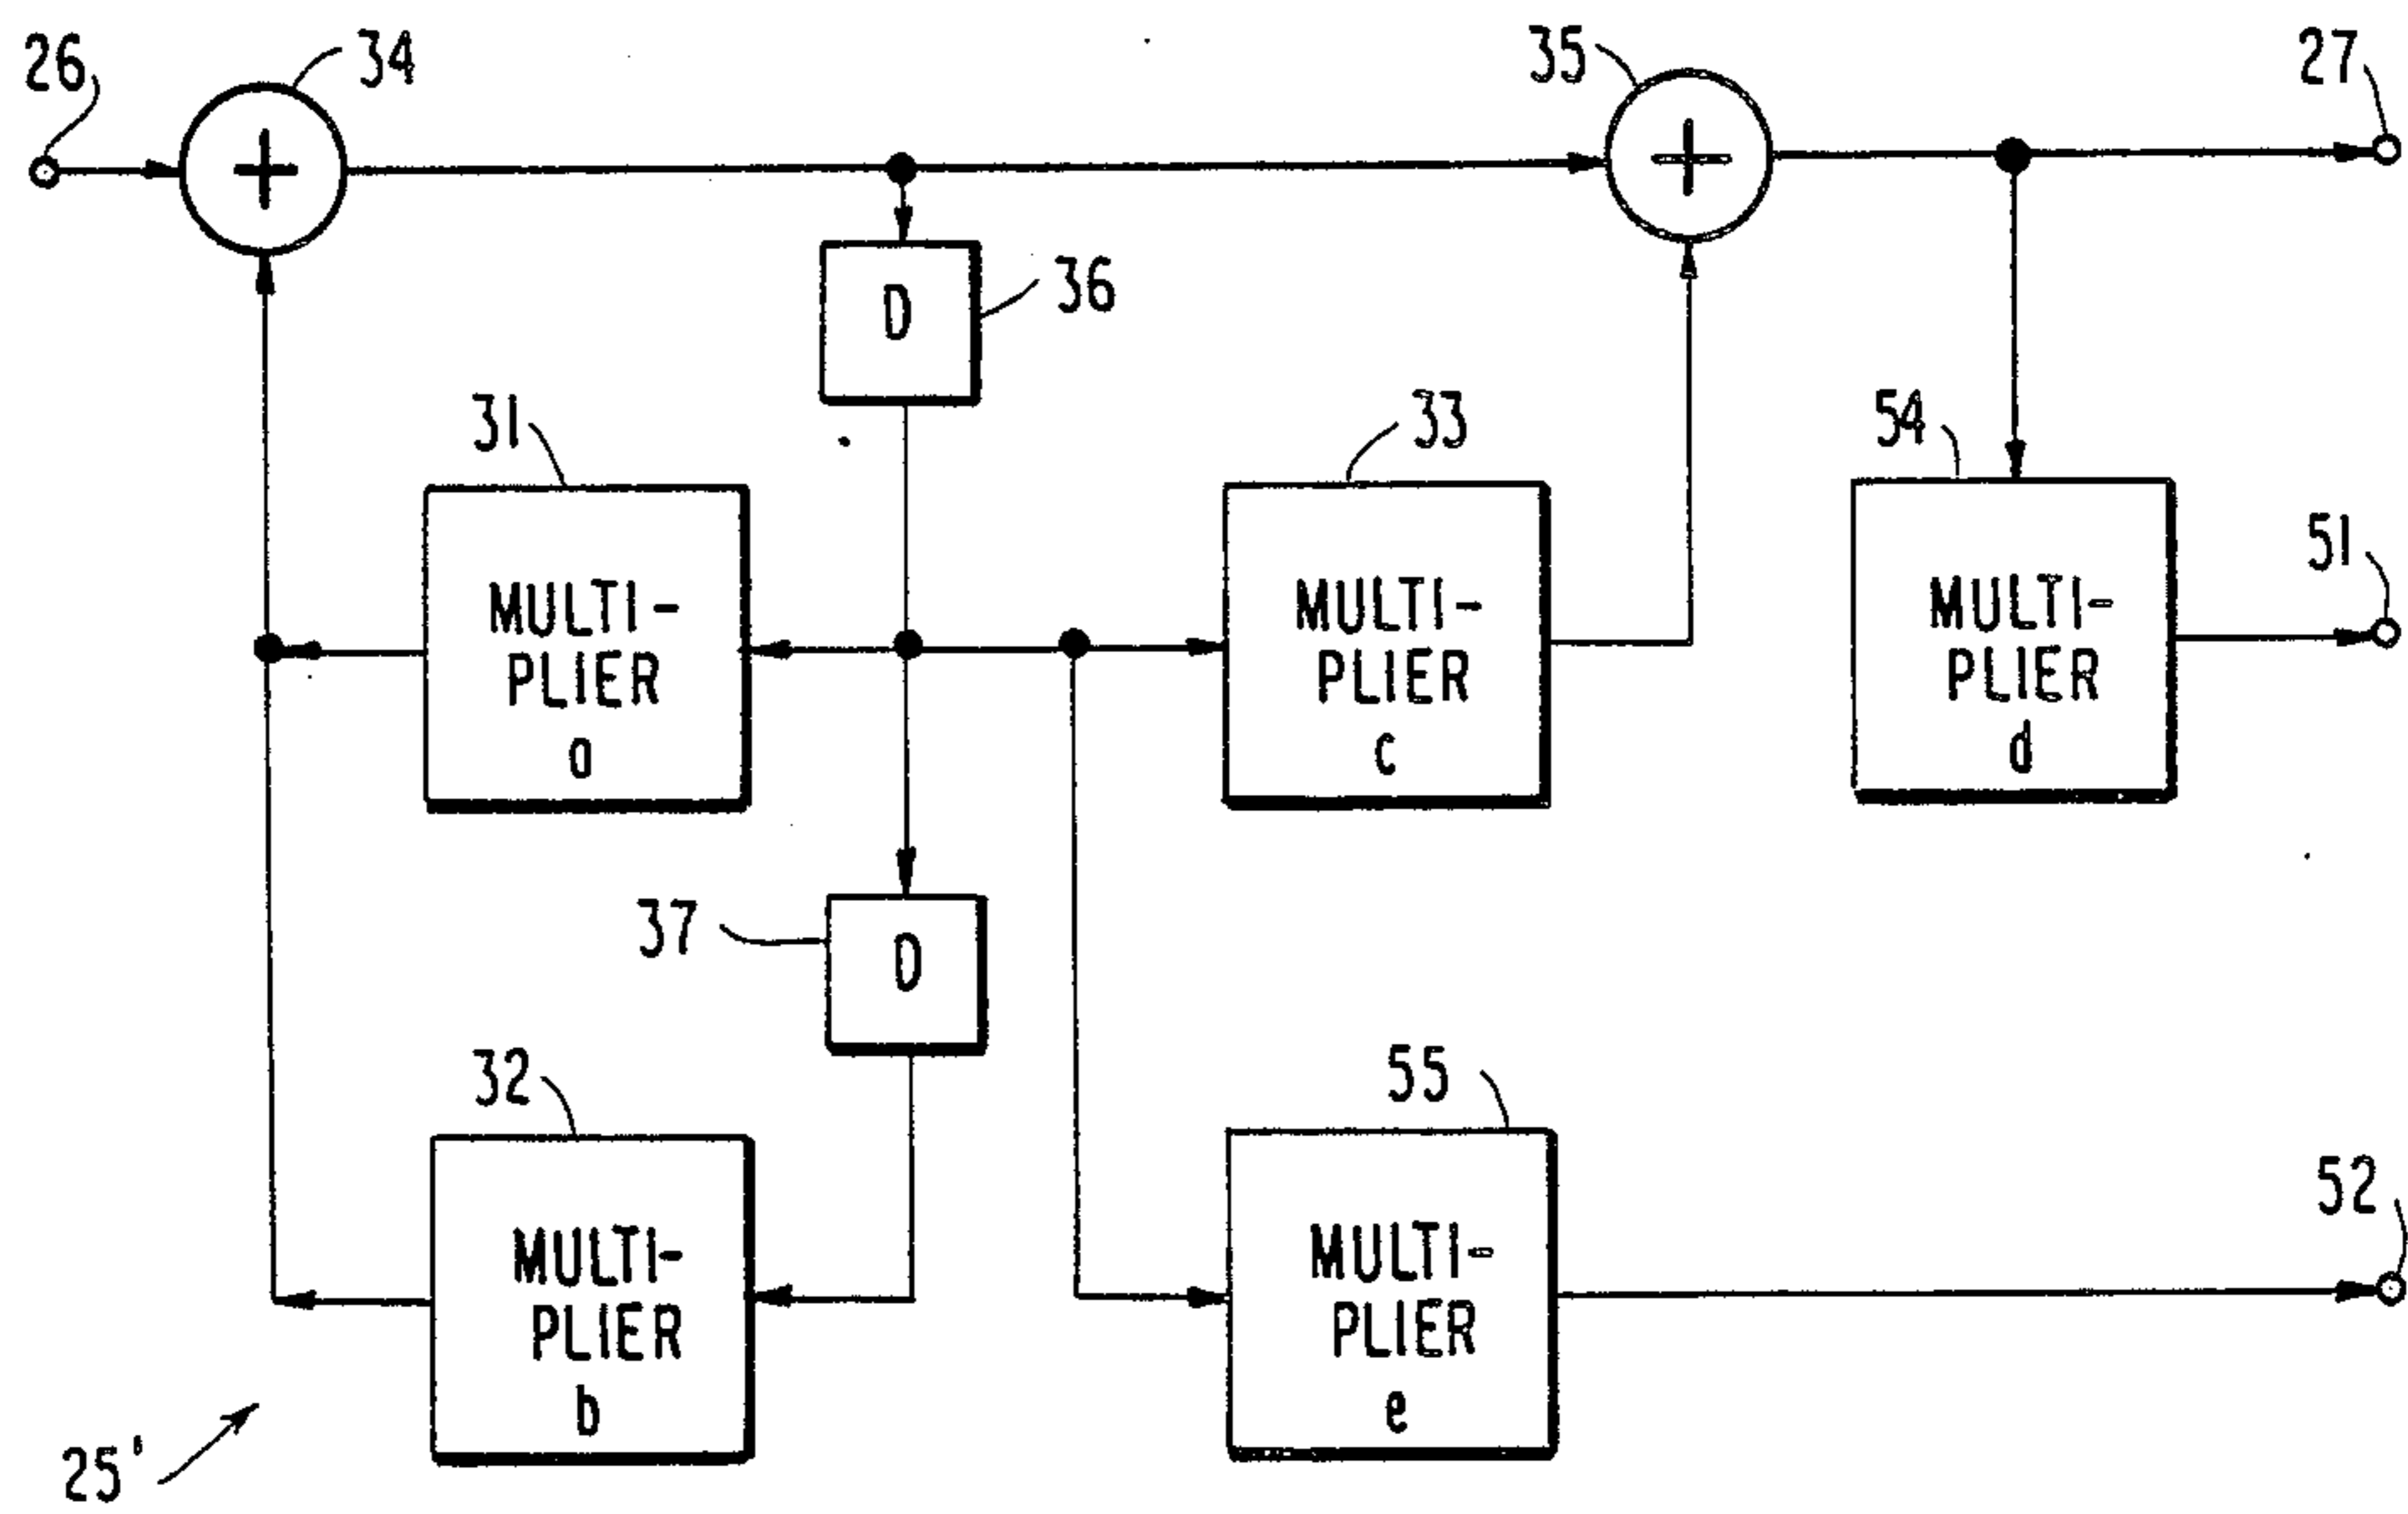 26
34
35
27
+
+
D
36
31
33
54
51
MULTI-
PLIER
a
MULTI-
PLIER
c
MULTI-
PLIER
d
37
D
32
55
52
MULTI-
PLIER
b
MULTI-
PLIER
e
25'